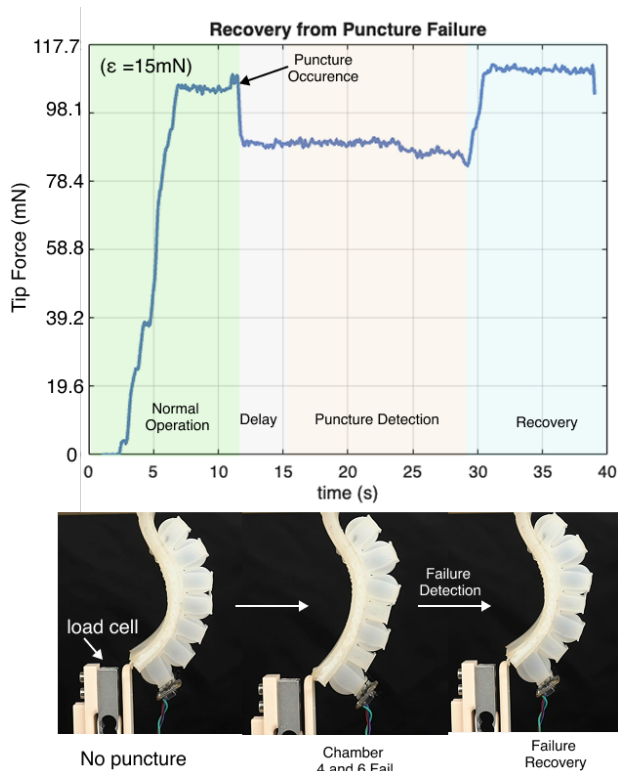 Recovery from Puncture Failure
117.7
98.1
78.4
58.8
39.2
19.6
0
Tip Force (mN)
(ε =15mN)
Puncture
Occurence
Normal
Operation
Delay
Puncture Detection
Recovery
0
5
10
15
20
25
30
35
40
time (s)
load cell
Failure
Detection
No puncture
Chamber
4 and 6 Fail
Failure
Recovery